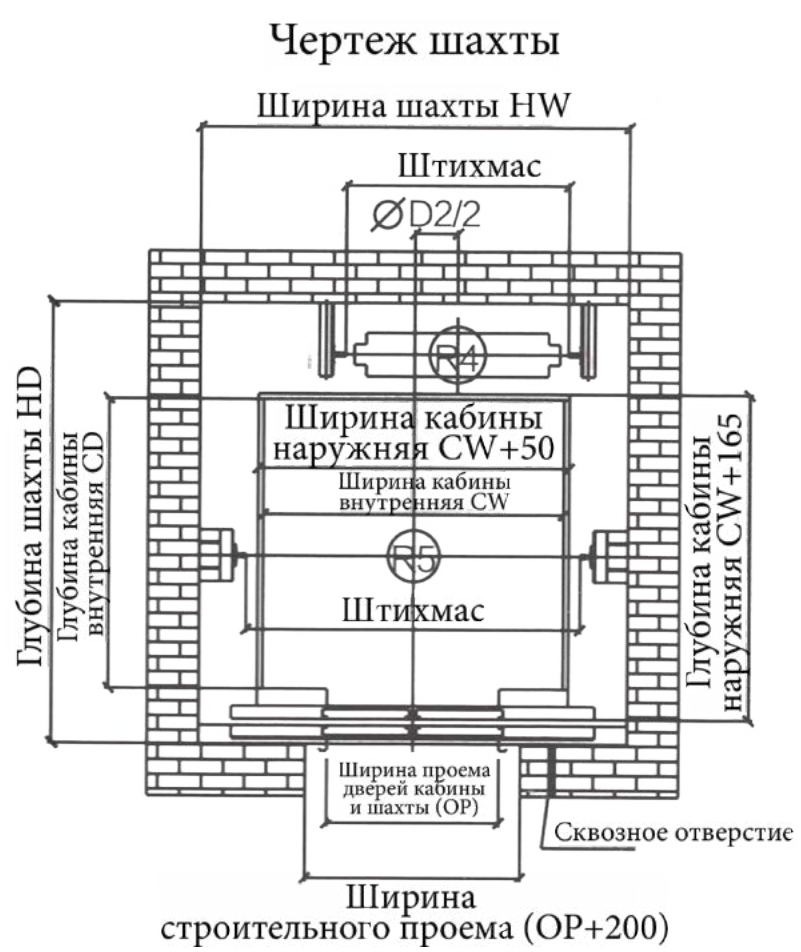 Чертеж шахты
Ширина шахты HW
Штихмас
ØD2/2
R4
Глубина шахты HD
Глубина кабины
внутренняя CD
Ширина кабины
наружняя CW+50
Ширина кабины
внутренняя CW
Глубина кабины
наружняя CW+165
R5
Штихмас
Ширина проема
дверей кабины
и шахты (OP)
Сквозное отверстие
Ширина
строительного проема (OP+200)